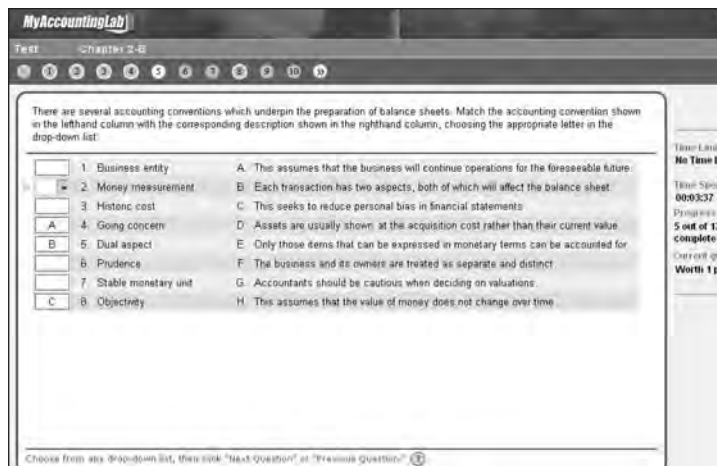 MyAccountingLab
Test Chapter 2-B
1 2 3 4 5 6 7 8 9 10 »
There are several accounting conventions which underpin the preparation of balance sheets. Match the accounting convention shown
in the lefthand column with the corresponding description shown in the righthand column, choosing the appropriate letter in the
drop-down list.
1. Business entity A. This assumes that the business will continue operations for the foreseeable future.
2. Money measurement B. Each transaction has two aspects, both of which will affect the balance sheet.
3. Historic cost C. This seeks to reduce personal bias in financial statements.
A 4. Going concern D. Assets are usually shown at the acquisition cost rather than their current value.
B 5. Dual aspect E. Only those items that can be expressed in monetary terms can be accounted for.
6. Prudence F. The business and its owners are treated as separate and distinct.
7. Stable monetary unit G. Accountants should be cautious when deciding on valuations.
C 8. Objectivity H. This assumes that the value of money does not change over time.
Time
No Time
Time
00:03:37
5 out of
complete
Current
Worth 1
Choose from any drop-down list, then click "Next Question" or "Previous Question." ?